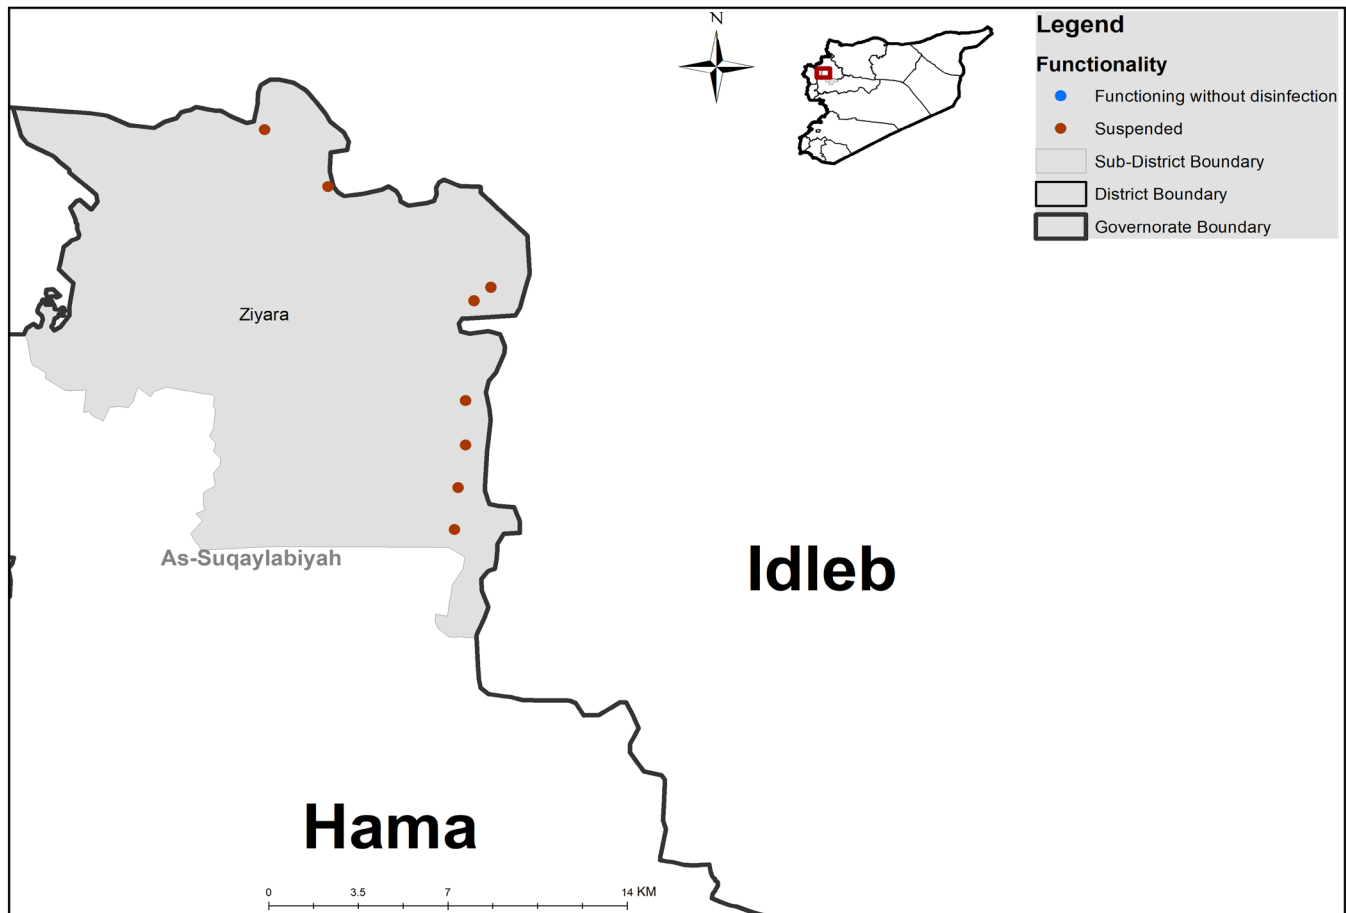 N
Legend
Functionality
Functioning without disinfection
Suspended
Sub-District Boundary
District Boundary
Governorate Boundary
Ziyara
As-Suqaylabiyah
Idleb
Hama
0 3.5 7 14 KM